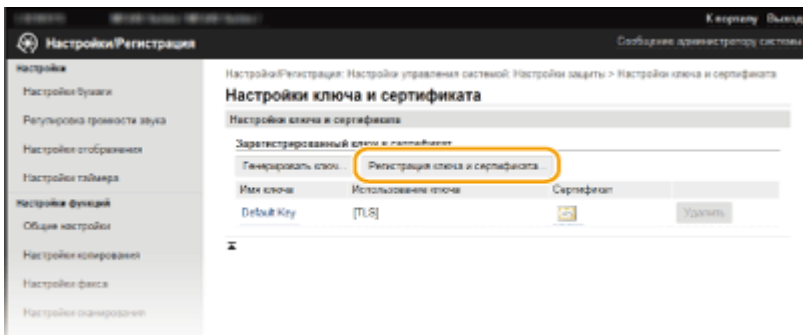 К порталу Выход
Настройки/Регистрация
Сообщение администратору системы
Настройки
Настройки бумаги
Регулировка громкости звука
Настройки отображения
Настройки таймера
Настройки функций
Общие настройки
Настройки копирования
Настройки факса
Настройки сканирования
Настройки/Регистрация: Настройки управления системой: Настройки защиты > Настройки ключа и сертификата
Настройки ключа и сертификата
Настройки ключа и сертификата
Зарегистрированный ключ и сертификат
Генерировать ключ... Регистрация ключа и сертификата...
Имя ключа Использование ключа Сертификат
Default Key [TLS] Удалить